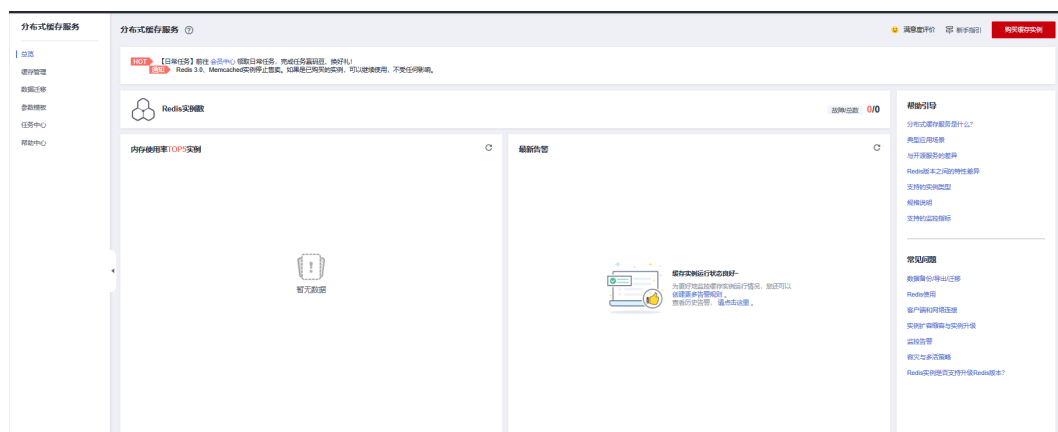 分布式缓存服务
总览
缓存管理
数据迁移
参数模板
任务中心
帮助中心
分布式缓存服务
满意度评价
新手指引
购买缓存实例
HOT 【日常任务】前往 会员中心 领取日常任务，完成任务赢码豆，换好礼!
通知 Redis 3.0、Memcached实例停止售卖。如果是已购买的实例，可以继续使用，不受任何影响。
Redis实例数
故障/总数 0/0
内存使用率TOP5实例
暂无数据
最新告警
缓存实例运行状态良好~
为更好地监控缓存实例运行情况，您还可以
创建更多告警规则。
查看历史告警，请点击这里。
帮助引导
分布式缓存服务是什么?
典型应用场景
与开源服务的差异
Redis版本之间的特性差异
支持的实例类型
规格说明
支持的监控指标
常见问题
数据备份/导出/迁移
Redis使用
客户端和网络连接
实例扩容缩容与实例升级
监控告警
容灾与多活策略
Redis实例是否支持升级Redis版本?